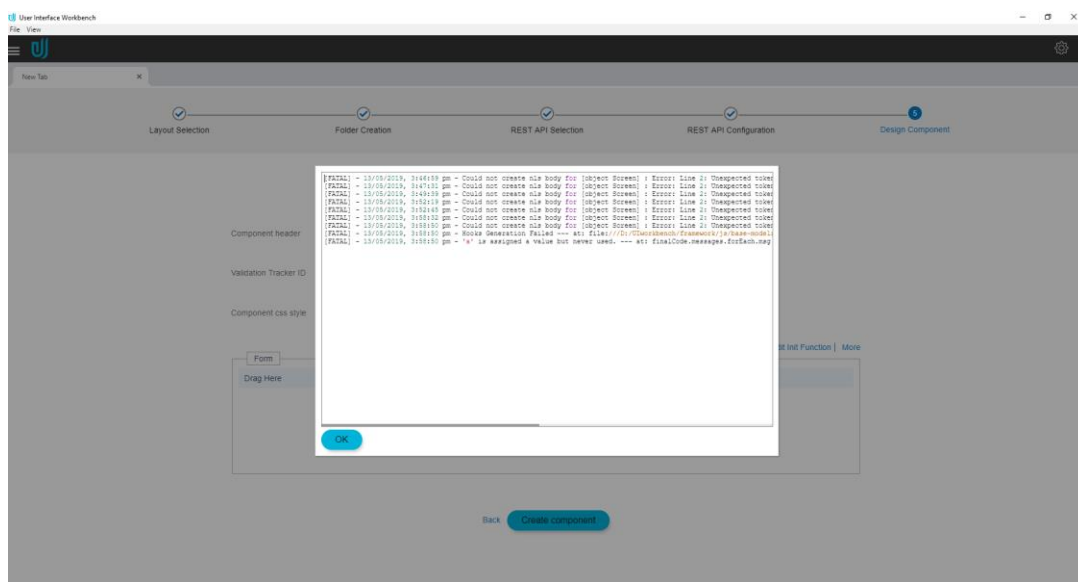 User Interface Workbench
File View
New Tab
Layout Selection
Folder Creation
REST API Selection
REST API Configuration
5
Design Component
[FATAL] - 13/05/2019, 3:46:59 pm - Could not create nls body for [object Screen] : Error: Line 2: Unexpected token
[FATAL] - 13/05/2019, 3:47:31 pm - Could not create nls body for [object Screen] : Error: Line 2: Unexpected token
[FATAL] - 13/05/2019, 3:49:39 pm - Could not create nls body for [object Screen] : Error: Line 2: Unexpected token
[FATAL] - 13/05/2019, 3:52:19 pm - Could not create nls body for [object Screen] : Error: Line 2: Unexpected token
[FATAL] - 13/05/2019, 3:52:45 pm - Could not create nls body for [object Screen] : Error: Line 2: Unexpected token
[FATAL] - 13/05/2019, 3:58:32 pm - Could not create nls body for [object Screen] : Error: Line 2: Unexpected token
[FATAL] - 13/05/2019, 3:58:50 pm - Could not create nls body for [object Screen] : Error: Line 2: Unexpected token
[FATAL] - 13/05/2019, 3:58:50 pm - Hooks Generation Failed --- at: file:///D:/UIworkbench/framework/js/base-modeli
[FATAL] - 13/05/2019, 3:58:50 pm - 'a' is assigned a value but never used. --- at: finalCode.messages.forEach.msg
Component header
Validation Tracker ID
Component css style
dit Init Function | More
Form
Drag Here
OK
Back
Create component